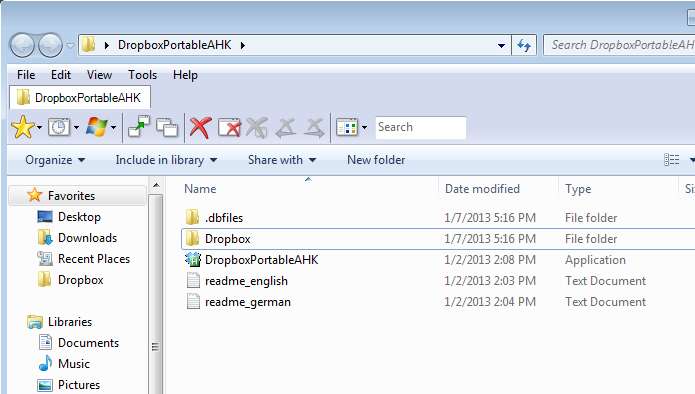 DropboxPortableAHK
Search DropboxPortableAH
File Edit View Tools Help
DropboxPortableAHK
Search
Organize Include in library Share with New folder
Favorites
Desktop
Downloads
Recent Places
Dropbox
Libraries
Documents
Music
Pictures
Name Date modified Type Si
.dbfiles 1/7/2013 5:16 PM File folder
Dropbox 1/7/2013 5:16 PM File folder
DropboxPortableAHK 1/2/2013 2:08 PM Application
readme_english 1/2/2013 2:03 PM Text Document
readme_german 1/2/2013 2:04 PM Text Document